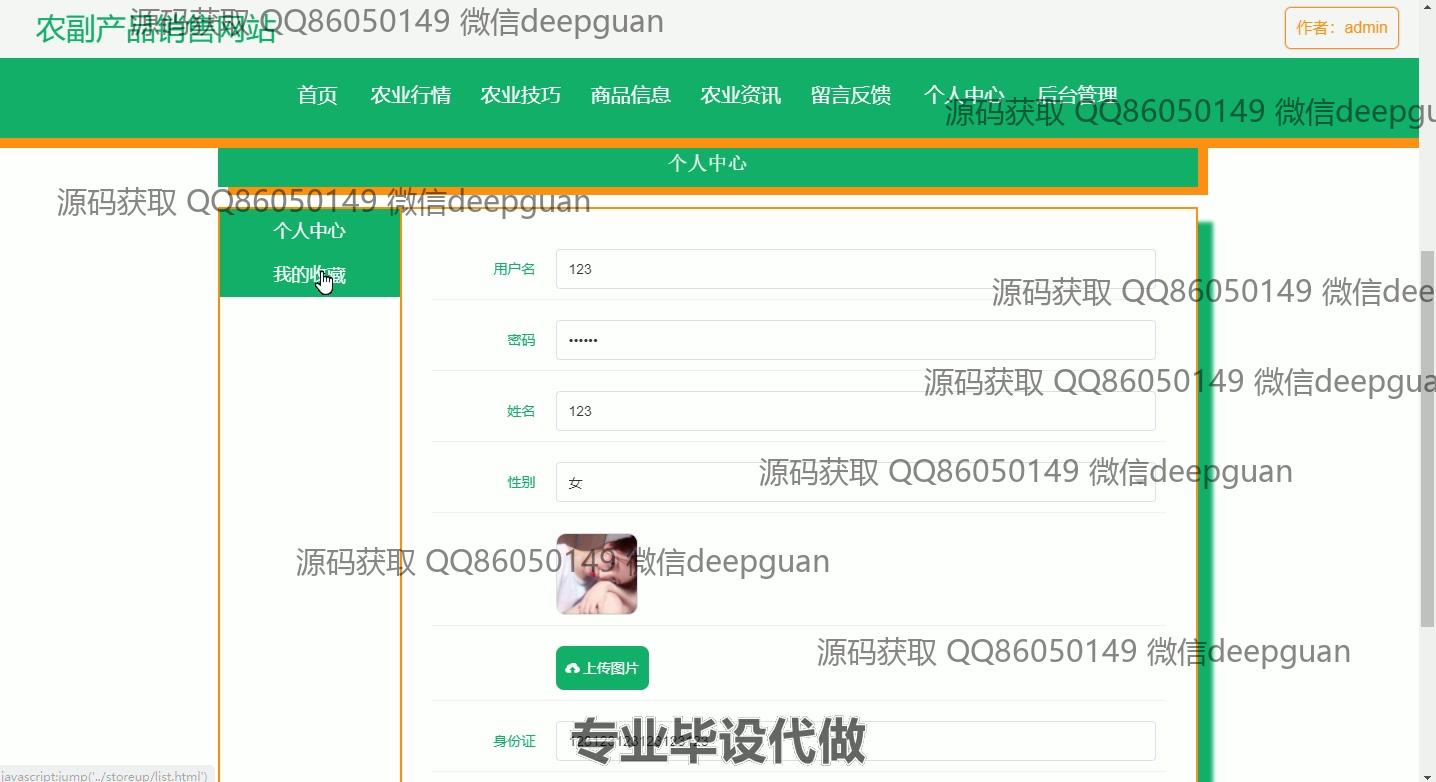 农副产品销售网站
源码获取 QQ86050149 微信deepguan
作者：admin
首页 农业行情 农业技巧 商品信息 农业资讯 留言反馈 个人中心 后台管理
源码获取 QQ86050149 微信deepgu
个人中心
源码获取 QQ86050149 微信deepguan
个人中心
我的收藏
用户名 123
源码获取 QQ86050149 微信dee
密码 ••••••
源码获取 QQ86050149 微信deepgua
姓名 123
源码获取 QQ86050149 微信deepguan
性别 女
源码获取 QQ86050149 微信deepguan
源码获取 QQ86050149 微信deepguan
上传图片
身份证
专业毕设代做
javascript:jump('../storeup/list.html')